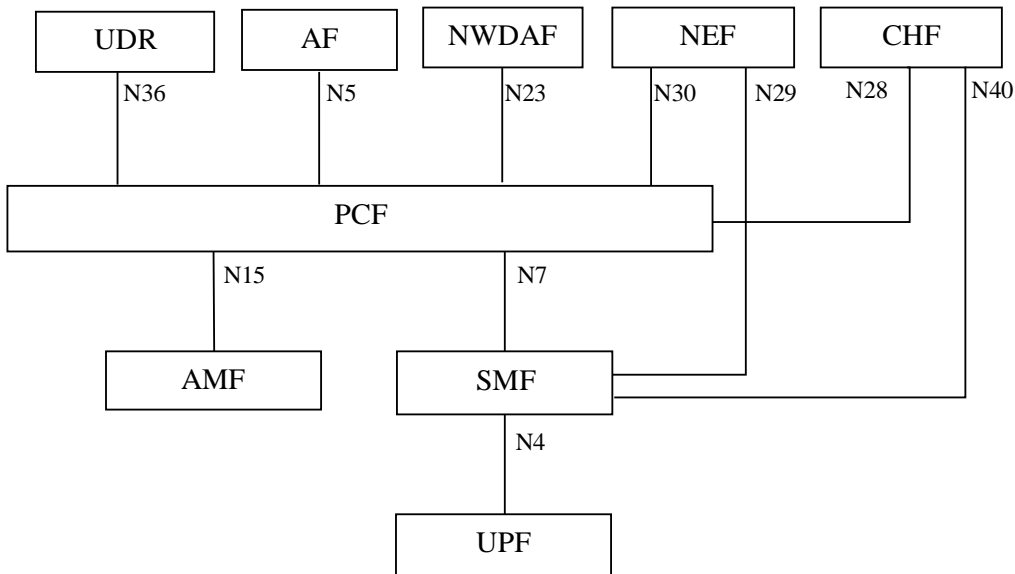 UDR
AF
NWDAF
NEF
CHF
N36
N5
N23
N30
N29
N28
N40
PCF
N15
N7
AMF
SMF
N4
UPF